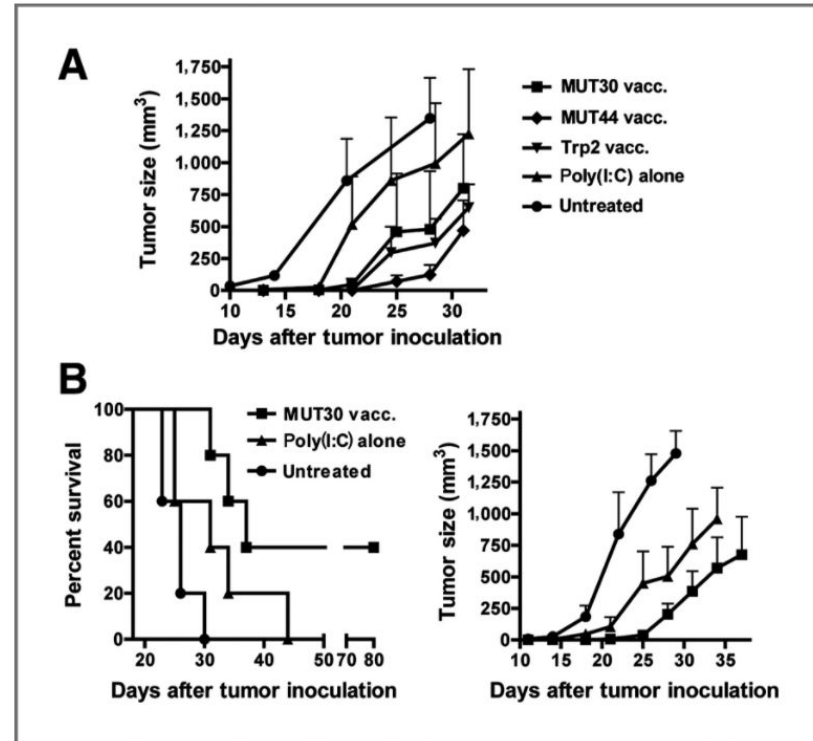 A
Tumor size (mm3)
1,750
1,500
1,250
1,000
750
500
250
0
10 15 20 25 30
Days after tumor inoculation
MUT30 vacc.
MUT44 vacc.
Trp2 vacc.
Poly(I:C) alone
Untreated
B
Percent survival
100
80
60
40
20
0
20 30 40 50 70 80
Days after tumor inoculation
MUT30 vacc.
Poly(I:C) alone
Untreated
Tumor size (mm3)
1,750
1,500
1,250
1,000
750
500
250
0
10 15 20 25 30 35
Days after tumor inoculation